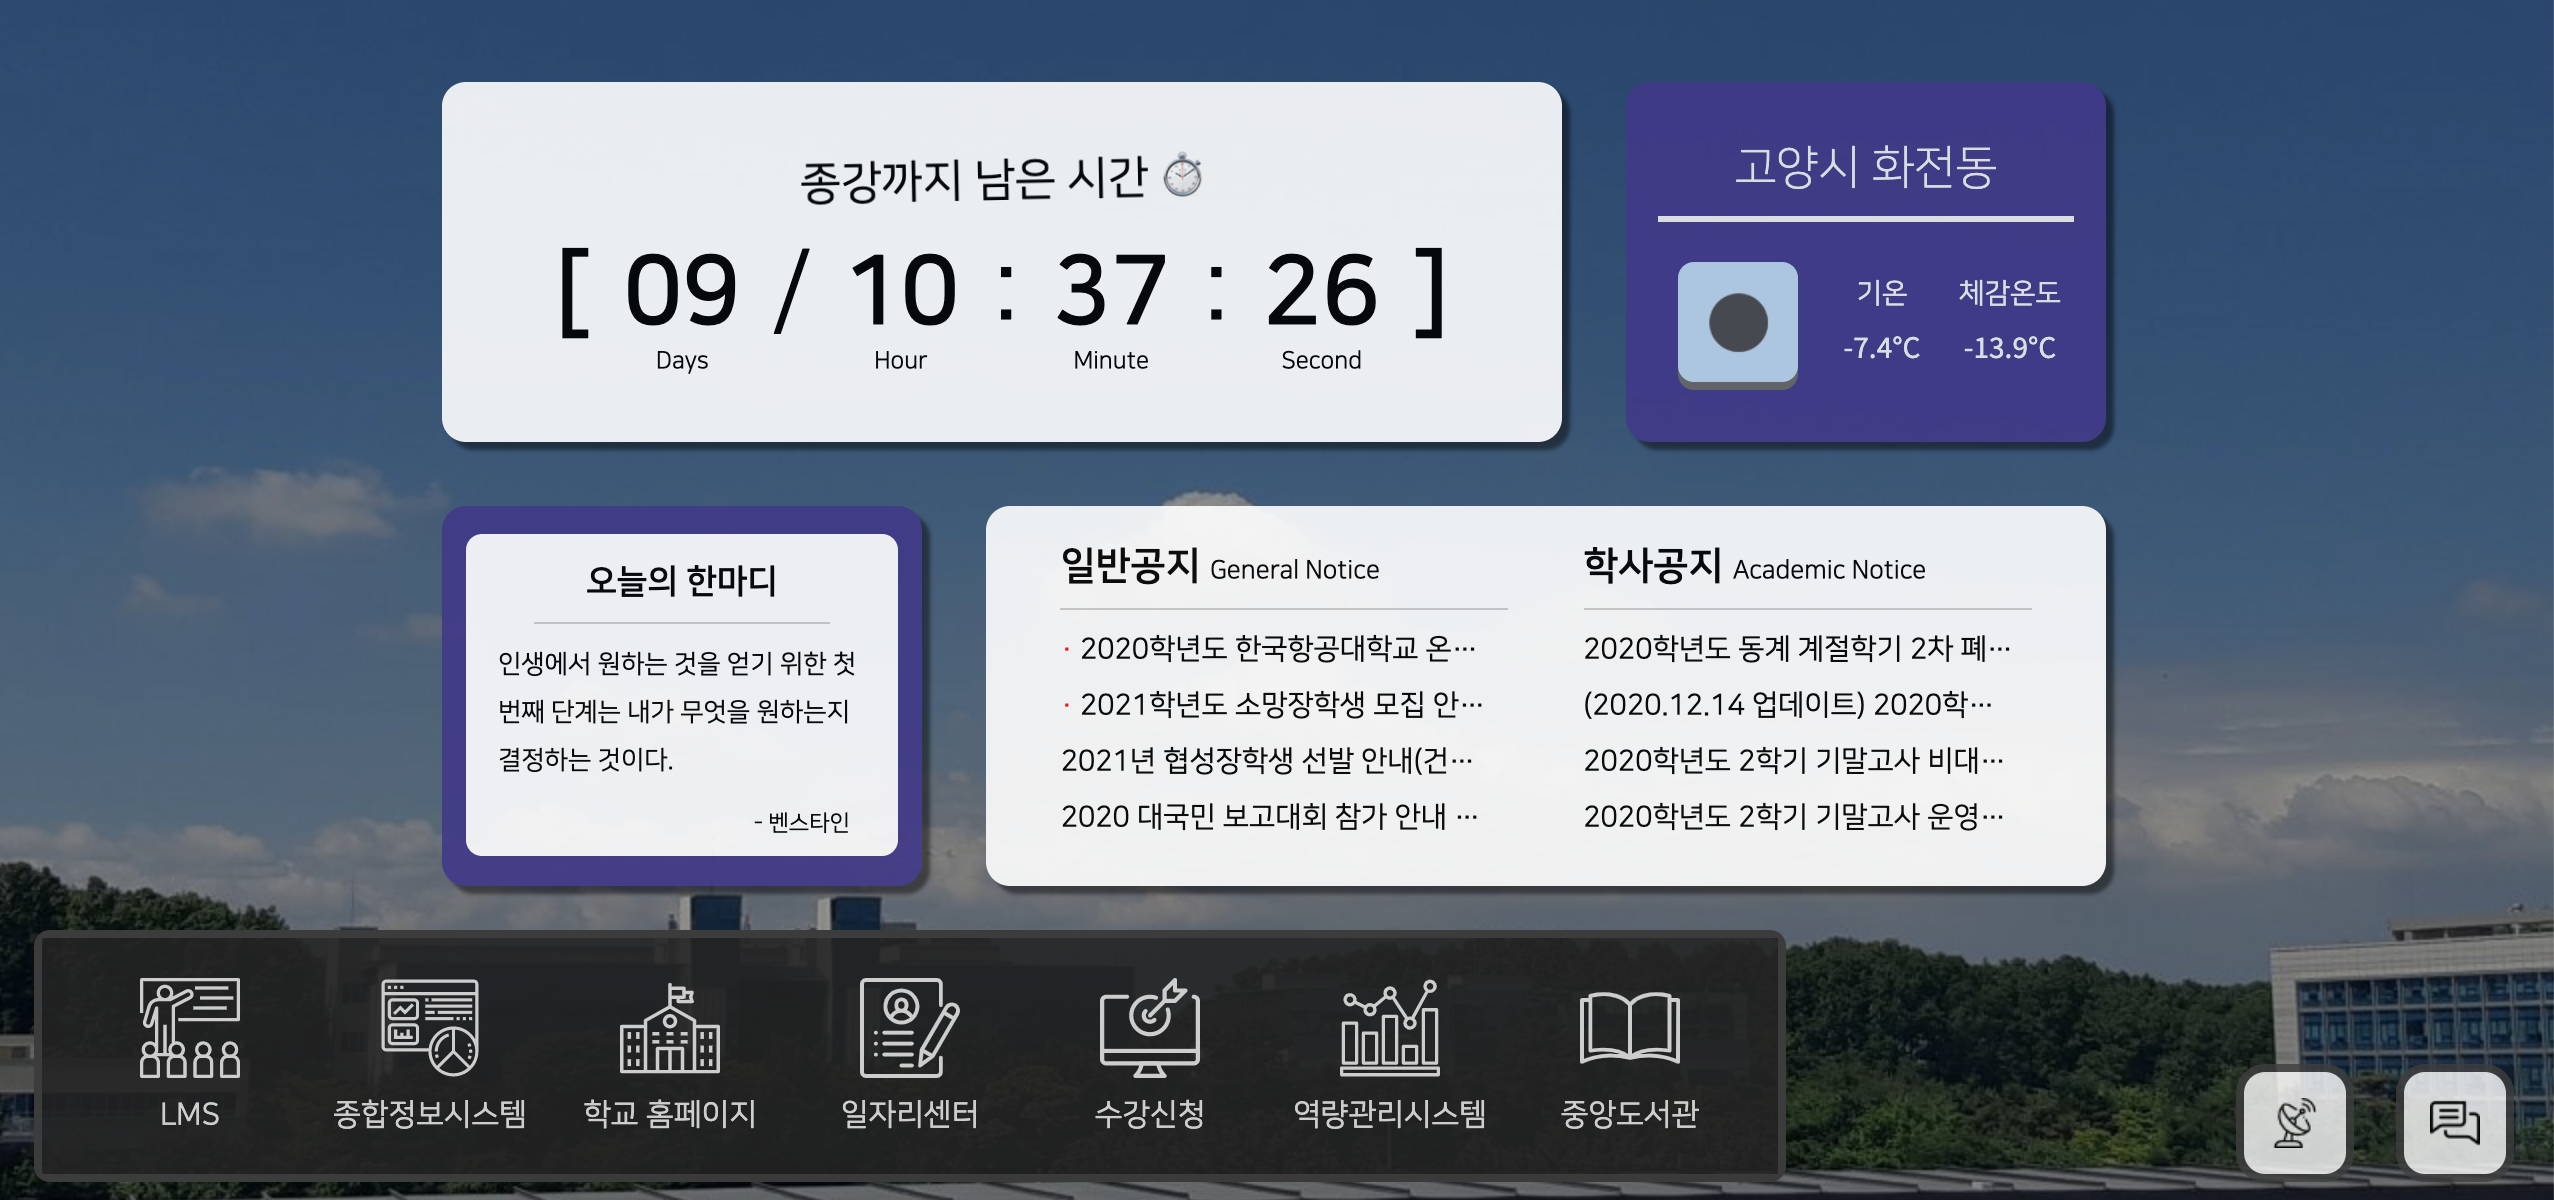 종강까지 남은 시간
[ 09 / 10 : 37 : 26 ]
Days Hour Minute Second
고양시 화전동
기온 체감온도
-7.4°C -13.9°C
오늘의 한마디
인생에서 원하는 것을 얻기 위한 첫
번째 단계는 내가 무엇을 원하는지
결정하는 것이다.
- 벤스타인
일반공지 General Notice
· 2020학년도 한국항공대학교 온…
· 2021학년도 소망장학생 모집 안…
2021년 협성장학생 선발 안내(건…
2020 대국민 보고대회 참가 안내 …
학사공지 Academic Notice
2020학년도 동계 계절학기 2차 폐…
(2020.12.14 업데이트) 2020학…
2020학년도 2학기 기말고사 비대…
2020학년도 2학기 기말고사 운영…
LMS
종합정보시스템
학교 홈페이지
일자리센터
수강신청
역량관리시스템
중앙도서관